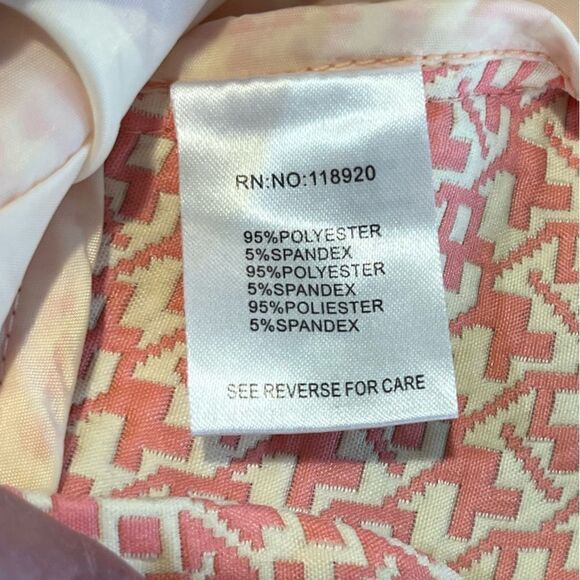 RN:NO:118920
95%POLYESTER
5%SPANDEX
95%POLYESTER
5%SPANDEX
95%POLIESTER
5%SPANDEX
SEE REVERSE FOR CARE